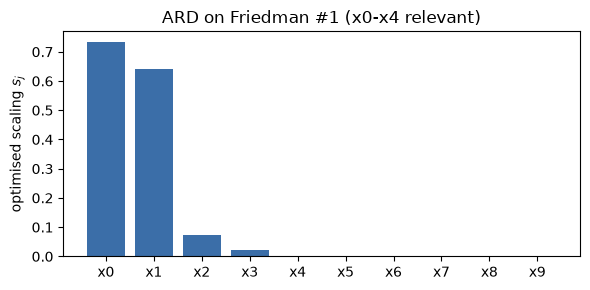 ARD on Friedman #1 (x0-x4 relevant)
optimised scaling s_j
0.7
0.6
0.5
0.4
0.3
0.2
0.1
0.0
x0 x1 x2 x3 x4 x5 x6 x7 x8 x9